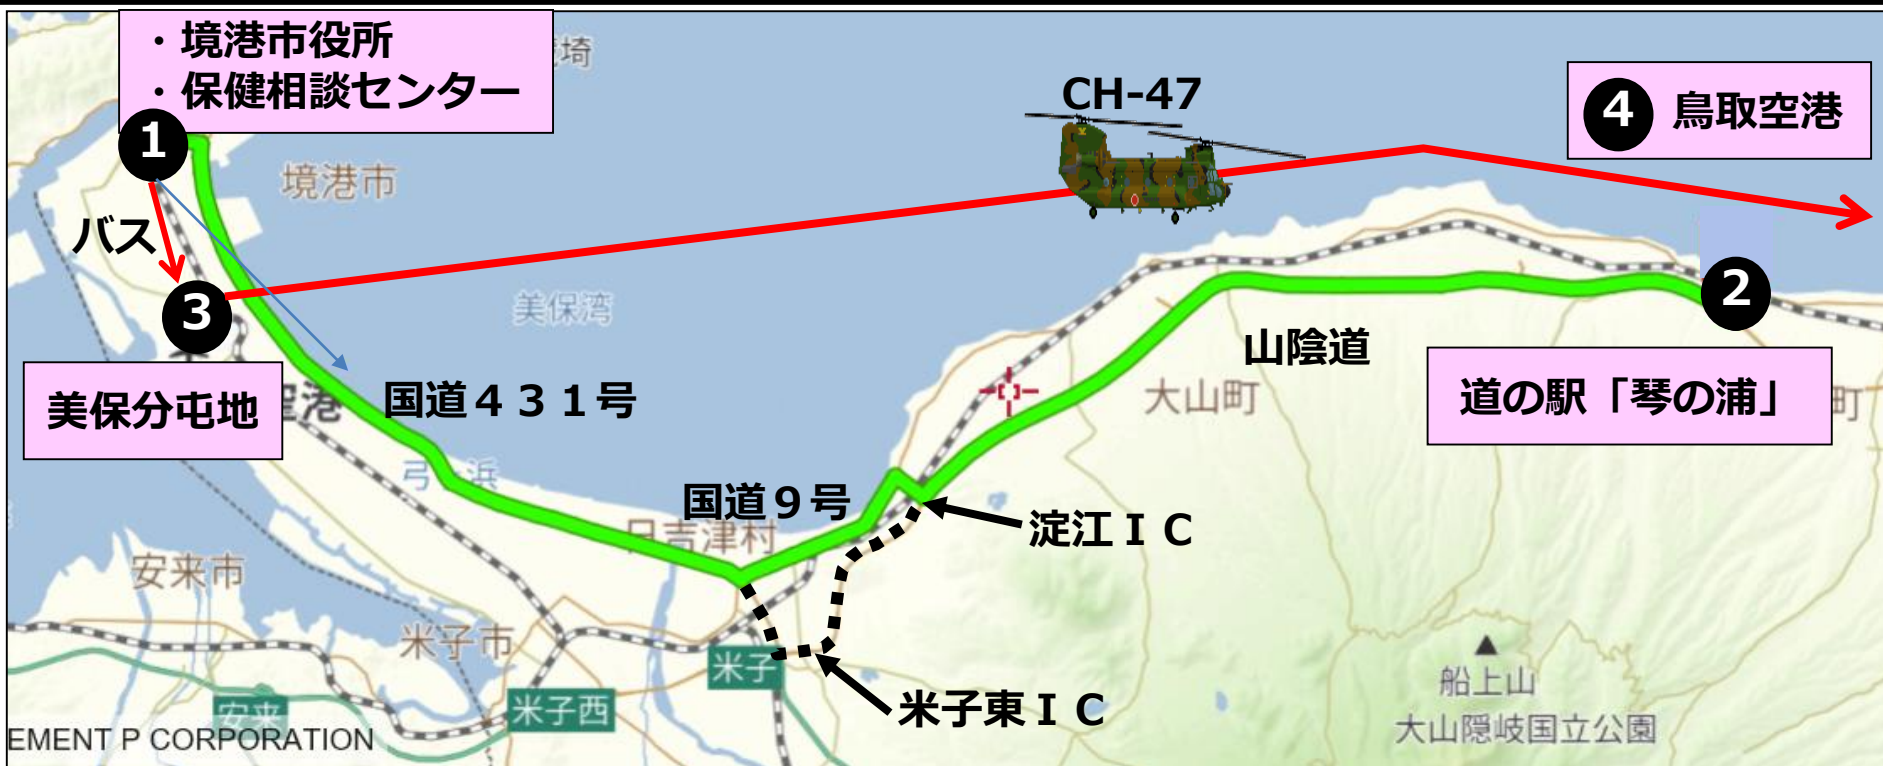 ・境港市役所
・保健相談センター
埼
CH-47
4 鳥取空港
1
境港市
バス
3
美保湾
2
山陰道
美保分屯地
空港
国道４３１号
大山町
道の駅「琴の浦」
町
弓ヶ浜
国道９号
日吉津村
淀江ＩＣ
安来市
米子市
米子
船上山
安来
米子西
米子東ＩＣ
大山隠岐国立公園
EMENT P CORPORATION